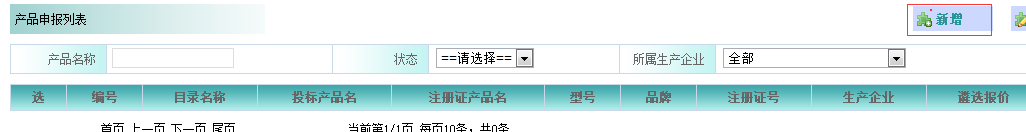 产品申报列表 新增
产品名称 状态 ==请选择== 所属生产企业 全部
选 编号 目录名称 投标产品名 注册证产品名 型号 品牌 注册证号 生产企业 遴选报价
首页 上一页 下一页 尾页 当前第1/1页 每页10条，共0条